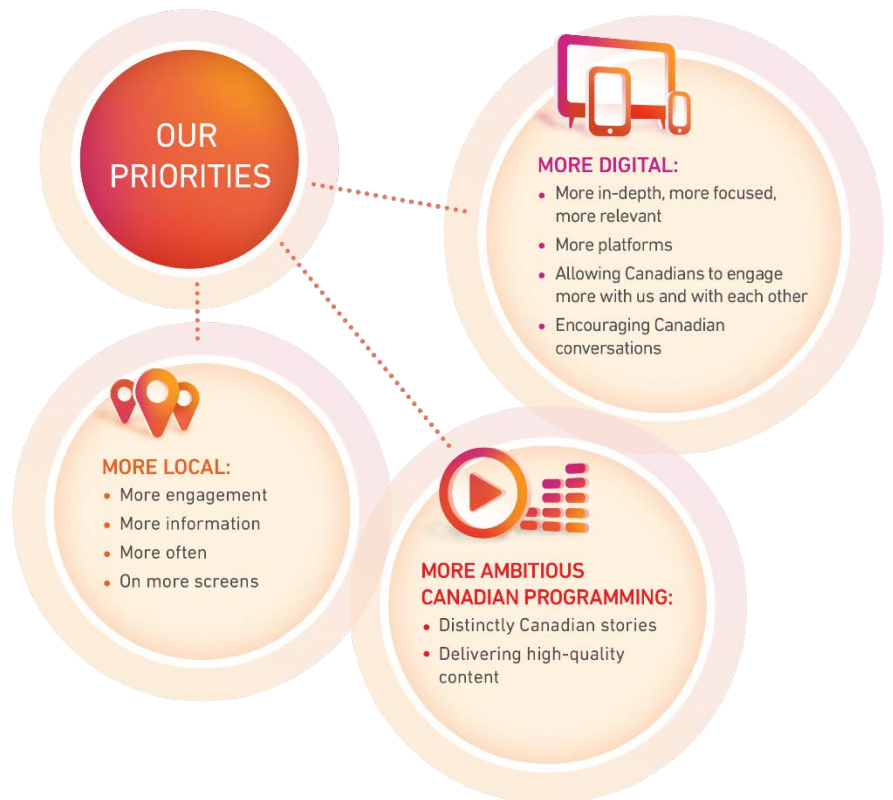 OUR
PRIORITIES
MORE DIGITAL:
• More in-depth, more focused,
more relevant
• More platforms
• Allowing Canadians to engage
more with us and with each other
• Encouraging Canadian
conversations
MORE LOCAL:
• More engagement
• More information
• More often
• On more screens
MORE AMBITIOUS
CANADIAN PROGRAMMING:
• Distinctly Canadian stories
• Delivering high-quality
content